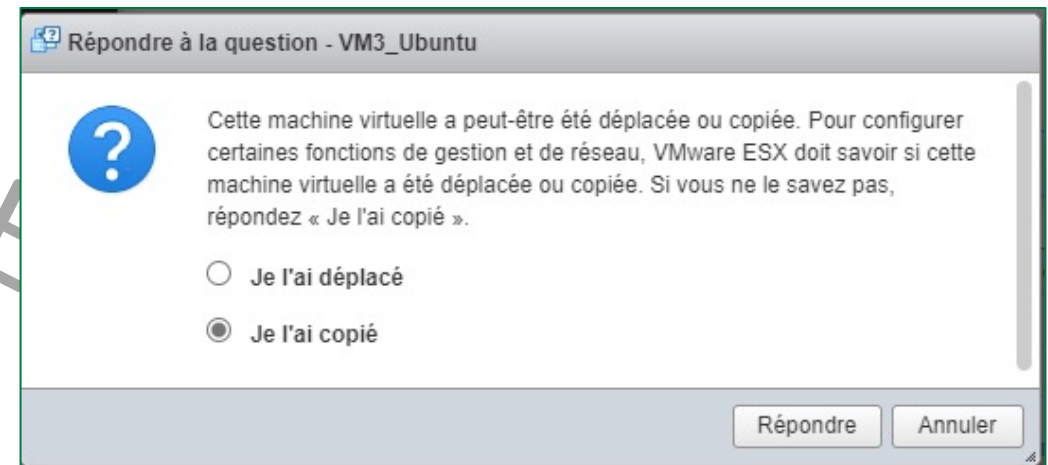 Répondre à la question - VM3_Ubuntu
Cette machine virtuelle a peut-être été déplacée ou copiée. Pour configurer
certaines fonctions de gestion et de réseau, VMware ESX doit savoir si cette
machine virtuelle a été déplacée ou copiée. Si vous ne le savez pas,
répondez « Je l'ai copié ».
Je l'ai déplacé
Je l'ai copié
Répondre Annuler